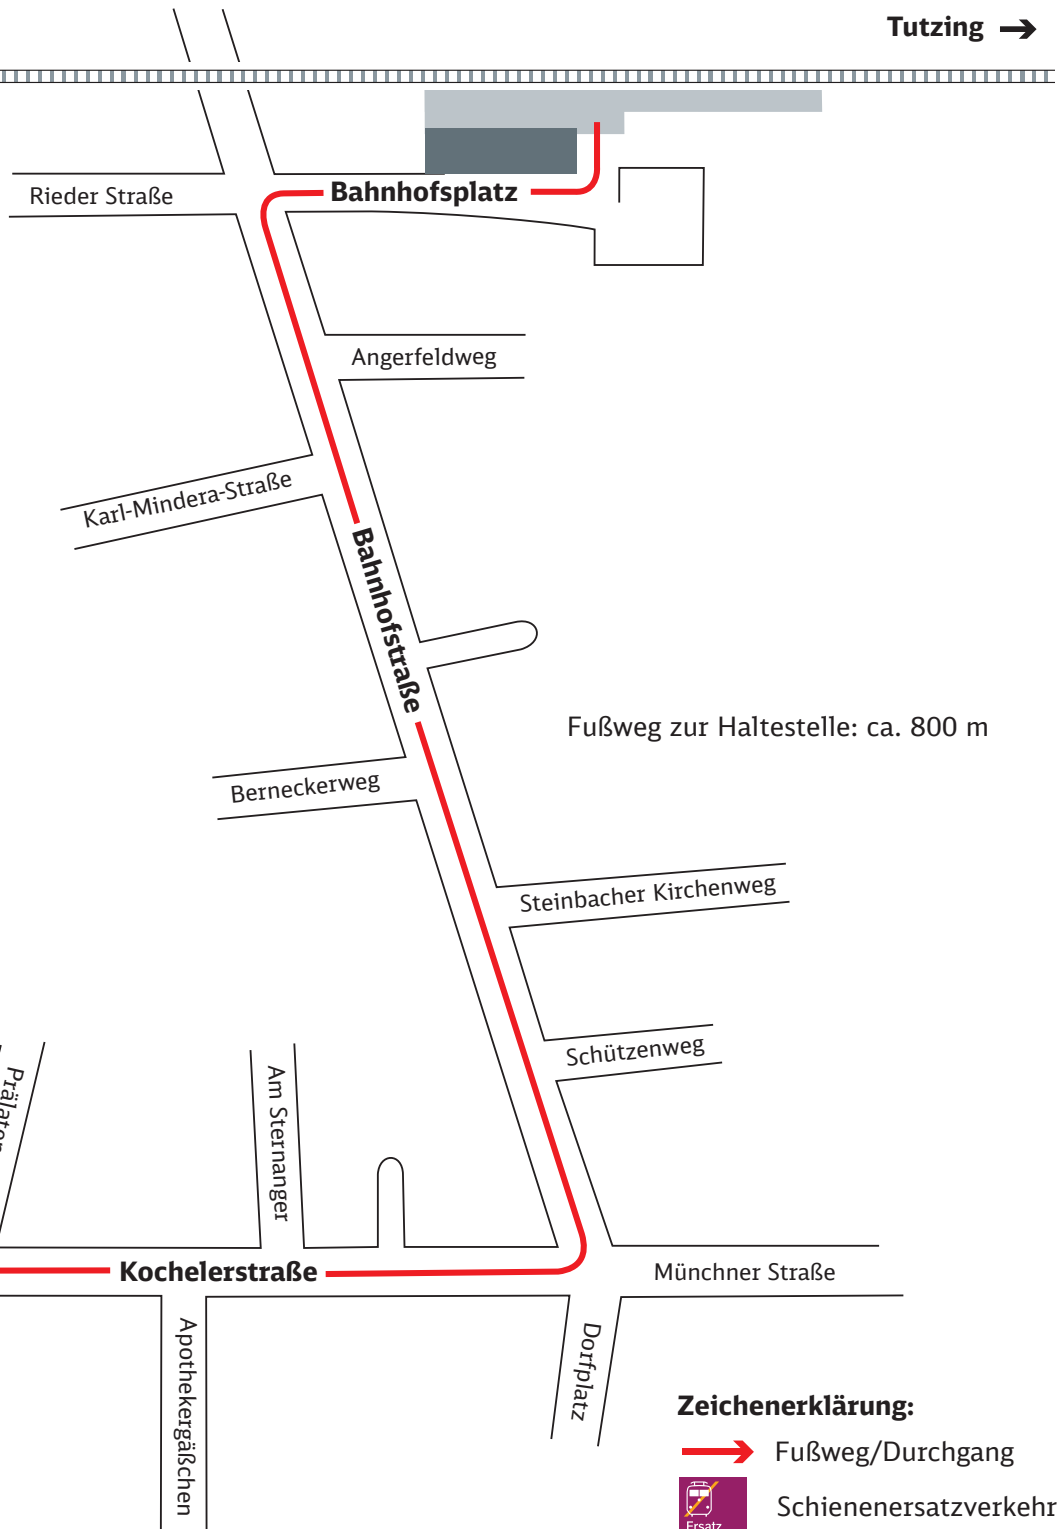 Tutzing
Rieder Straße
Bahnhofsplatz
Angerfeldweg
Karl-Mindera-Straße
Bahnhofstraße
Fußweg zur Haltestelle: ca. 800 m
Berneckerweg
Steinbacher Kirchenweg
Schützenweg
Am Sternanger
Kochelerstraße
Münchner Straße
Apothekergäßchen
Dorfplatz
Zeichenerklärung:
Fußweg/Durchgang
Schienenersatzverkehr
Ersatz